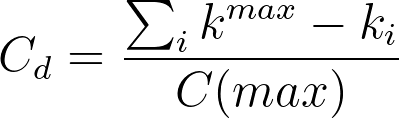 C_d = \frac{\sum_i k^{max} - k_i}{C(max)}